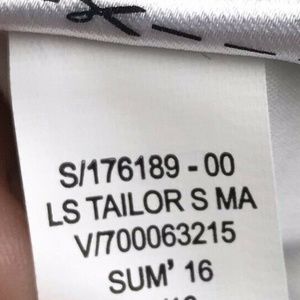 S/176189 - 00
LS TAILOR S MA
V/700063215
SUM' 16